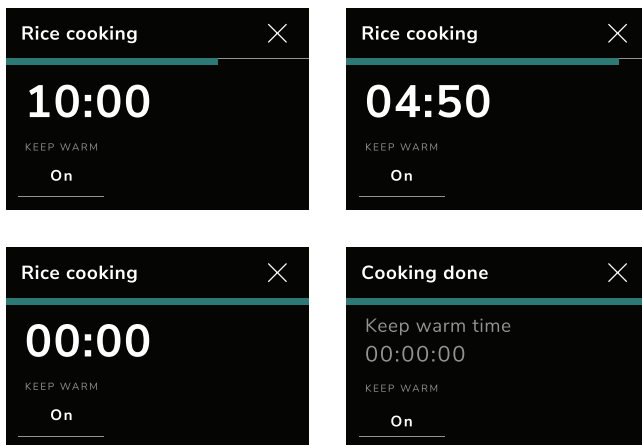 Rice cooking
10:00
KEEP WARM
On
Rice cooking
04:50
KEEP WARM
On
Rice cooking
00:00
KEEP WARM
On
Cooking done
Keep warm time
00:00:00
KEEP WARM
On